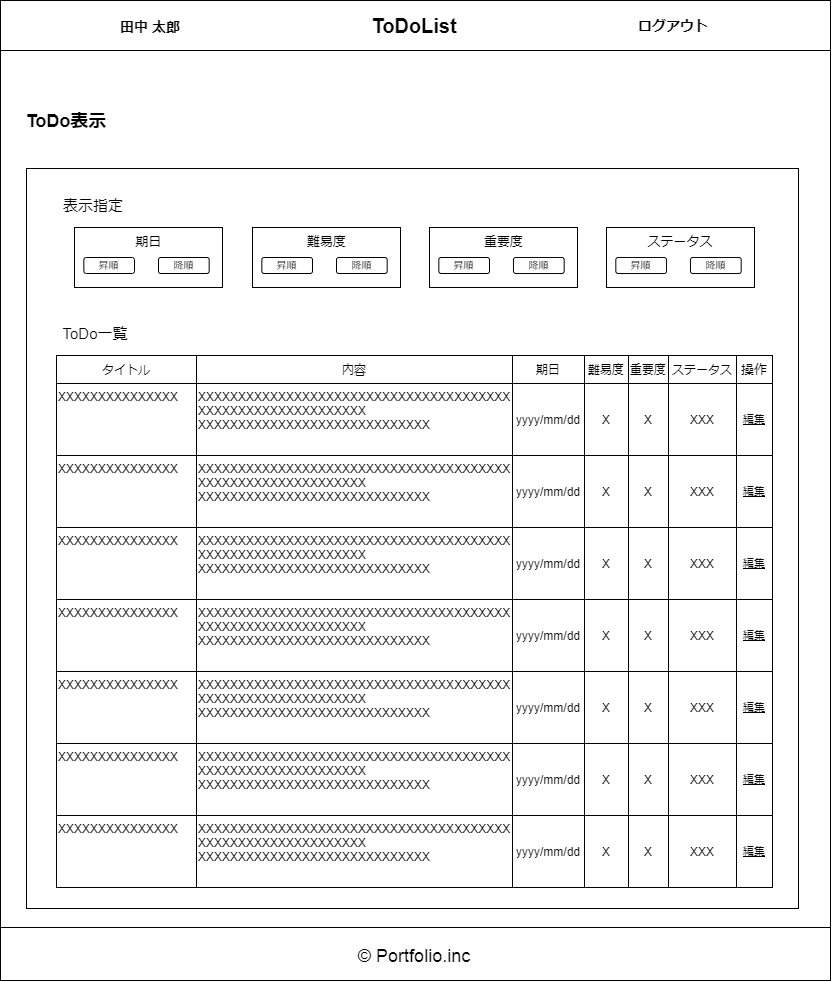 田中 太郎
ToDoList
ログアウト
ToDo表示
表示指定
期日
昇順 降順
難易度
昇順 降順
重要度
昇順 降順
ステータス
昇順 降順
ToDo一覧
タイトル 内容 期日 難易度 重要度 ステータス 操作
XXXXXXXXXXXXXXX
XXXXXXXXXXXXXXXXXXXXXXXXXXXXXXXXXXXXXXX
XXXXXXXXXXXXXXXXXXXXX
XXXXXXXXXXXXXXXXXXXXXXXXXXXXX
yyyy/mm/dd X X XXX 編集
XXXXXXXXXXXXXXX
XXXXXXXXXXXXXXXXXXXXXXXXXXXXXXXXXXXXXXX
XXXXXXXXXXXXXXXXXXXXX
XXXXXXXXXXXXXXXXXXXXXXXXXXXXX
yyyy/mm/dd X X XXX 編集
XXXXXXXXXXXXXXX
XXXXXXXXXXXXXXXXXXXXXXXXXXXXXXXXXXXXXXX
XXXXXXXXXXXXXXXXXXXXX
XXXXXXXXXXXXXXXXXXXXXXXXXXXXX
yyyy/mm/dd X X XXX 編集
XXXXXXXXXXXXXXX
XXXXXXXXXXXXXXXXXXXXXXXXXXXXXXXXXXXXXXX
XXXXXXXXXXXXXXXXXXXXX
XXXXXXXXXXXXXXXXXXXXXXXXXXXXX
yyyy/mm/dd X X XXX 編集
XXXXXXXXXXXXXXX
XXXXXXXXXXXXXXXXXXXXXXXXXXXXXXXXXXXXXXX
XXXXXXXXXXXXXXXXXXXXX
XXXXXXXXXXXXXXXXXXXXXXXXXXXXX
yyyy/mm/dd X X XXX 編集
XXXXXXXXXXXXXXX
XXXXXXXXXXXXXXXXXXXXXXXXXXXXXXXXXXXXXXX
XXXXXXXXXXXXXXXXXXXXX
XXXXXXXXXXXXXXXXXXXXXXXXXXXXX
yyyy/mm/dd X X XXX 編集
XXXXXXXXXXXXXXX
XXXXXXXXXXXXXXXXXXXXXXXXXXXXXXXXXXXXXXX
XXXXXXXXXXXXXXXXXXXXX
XXXXXXXXXXXXXXXXXXXXXXXXXXXXX
yyyy/mm/dd X X XXX 編集
© Portfolio.inc